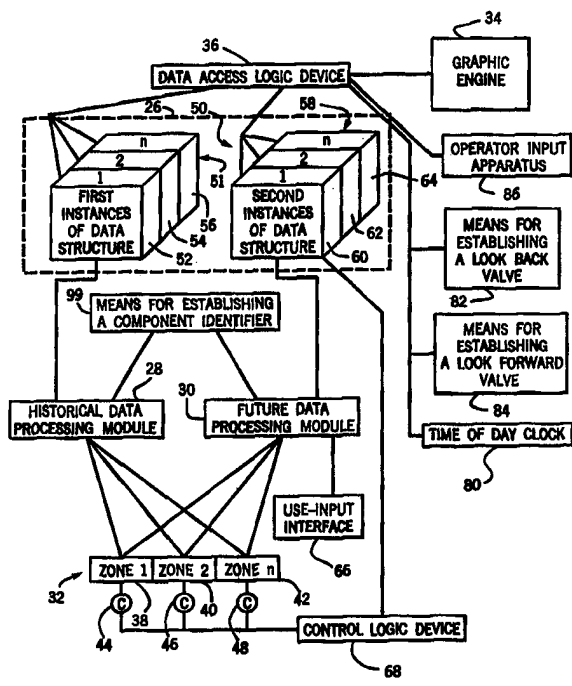 34
36
GRAPHIC
ENGINE
DATA ACCESS LOGIC DEVICE
26
50
58
n
2
1
51
n
2
1
OPERATOR INPUT
APPARATUS
86
FIRST
INSTANCES
OF DATA
STRUCTURE
56
54
52
SECOND
INSTANCES
OF DATA
STRUCTURE
64
62
60
MEANS FOR
ESTABLISHING
A LOOK BACK
VALVE
82
99
MEANS FOR ESTABLISHING
A COMPONENT IDENTIFIER
MEANS FOR
ESTABLISHING
A LOOK FORWARD
VALVE
84
28
HISTORICAL DATA
PROCESSING MODULE
30
FUTURE DATA
PROCESSING MODULE
TIME OF DAY CLOCK
80
USE-INPUT
INTERFACE
66
32
ZONE 1
ZONE 2
ZONE n
38
40
42
C
C
C
44
46
48
CONTROL LOGIC DEVICE
68